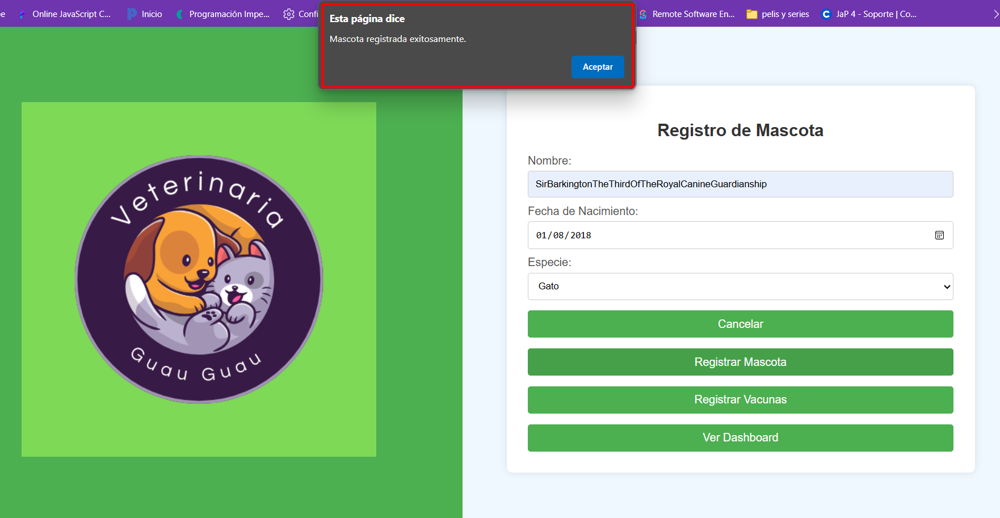 Online JavaScript C...
Inicio
Programación Impe...
Remote Software En...
pelis y series
JaP 4 - Soporte | Co...
Esta página dice
Mascota registrada exitosamente.
Aceptar
Veterinaria
Guau Guau
Registro de Mascota
Nombre:
SirBarkingtonTheThirdOfTheRoyalCanineGuardianship
Fecha de Nacimiento:
01/08/2018
Especie:
Gato
Cancelar
Registrar Mascota
Registrar Vacunas
Ver Dashboard